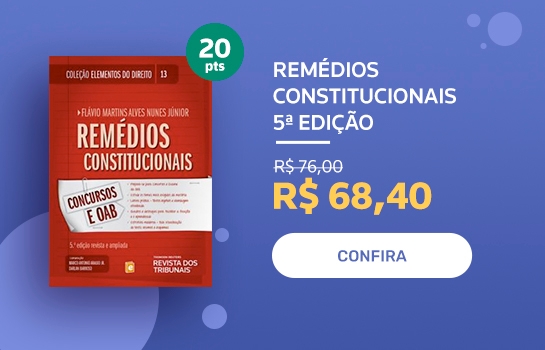 20
pts
COLEÇÃO ELEMENTOS DO DIREITO 13
FLÁVIO MARTINS ALVES NUNES JÚNIOR
REMÉDIOS
CONSTITUCIONAIS
CONCURSOS
E OAB
5.ª edição revista e ampliada
REVISTA DOS
TRIBUNAIS
REMÉDIOS
CONSTITUCIONAIS
5ª EDIÇÃO
R$ 76,00
R$ 68,40
CONFIRA